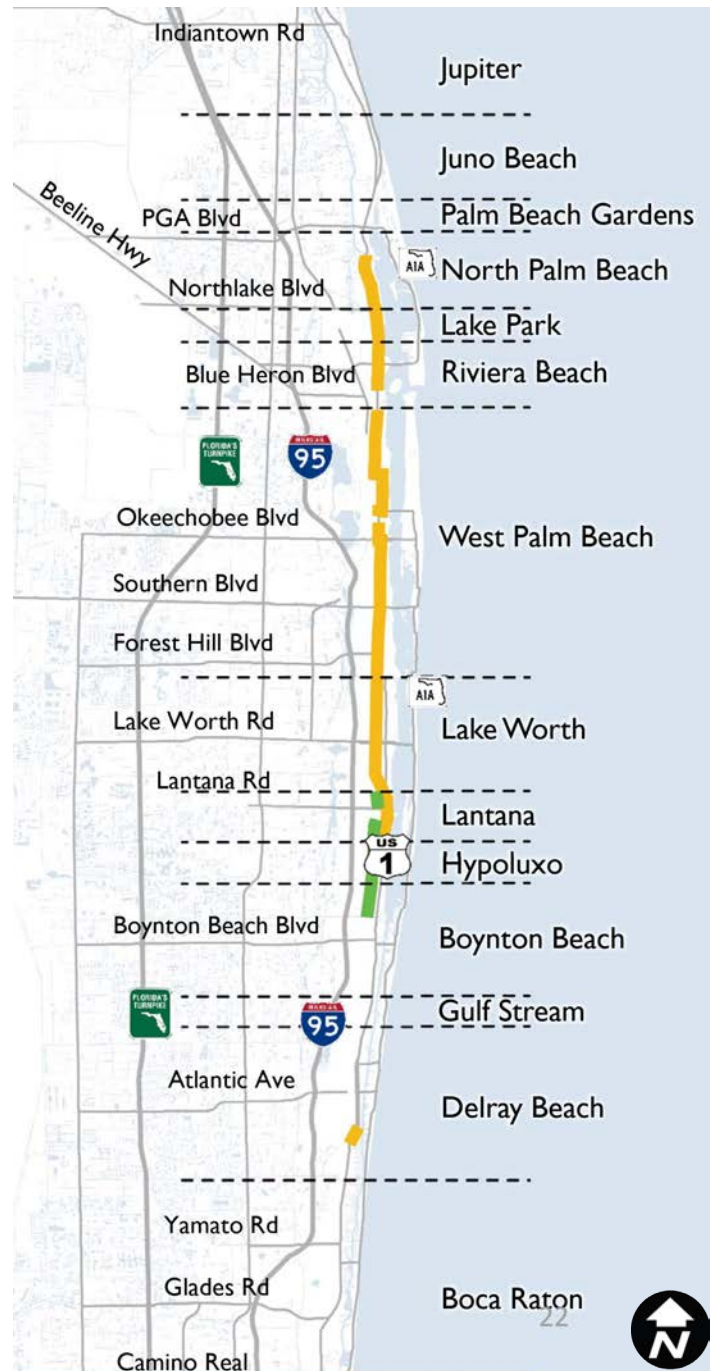 Indiantown Rd
Jupiter
Juno Beach
Beeline Hwy
PGA Blvd
Palm Beach Gardens
A1A
North Palm Beach
Northlake Blvd
Lake Park
Blue Heron Blvd
Riviera Beach
FLORIDA'S
TURNPIKE
95
Okeechobee Blvd
West Palm Beach
Southern Blvd
Forest Hill Blvd
A1A
Lake Worth Rd
Lake Worth
Lantana Rd
Lantana
US
1
Hypoluxo
Boynton Beach Blvd
Boynton Beach
FLORIDA'S
TURNPIKE
95
Gulf Stream
Atlantic Ave
Delray Beach
Yamato Rd
Glades Rd
Boca Raton
22
N
Camino Real